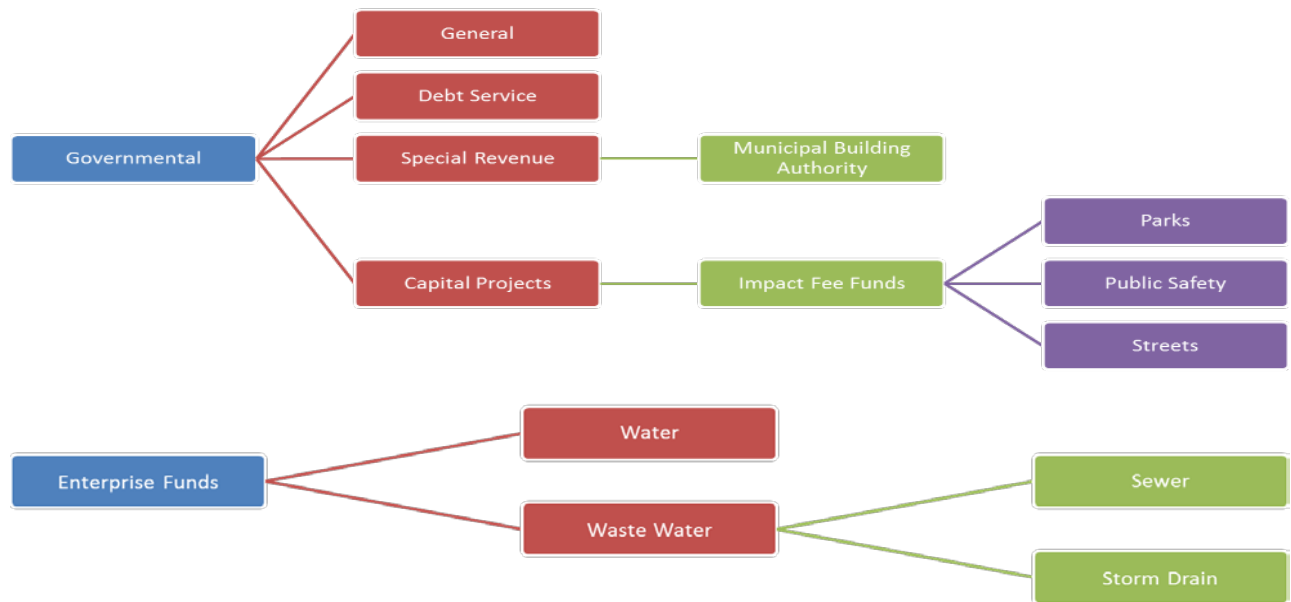 General
Debt Service
Governmental
Special Revenue
Municipal Building
Authority
Parks
Capital Projects
Impact Fee Funds
Public Safety
Streets
Water
Enterprise Funds
Sewer
Waste Water
Storm Drain